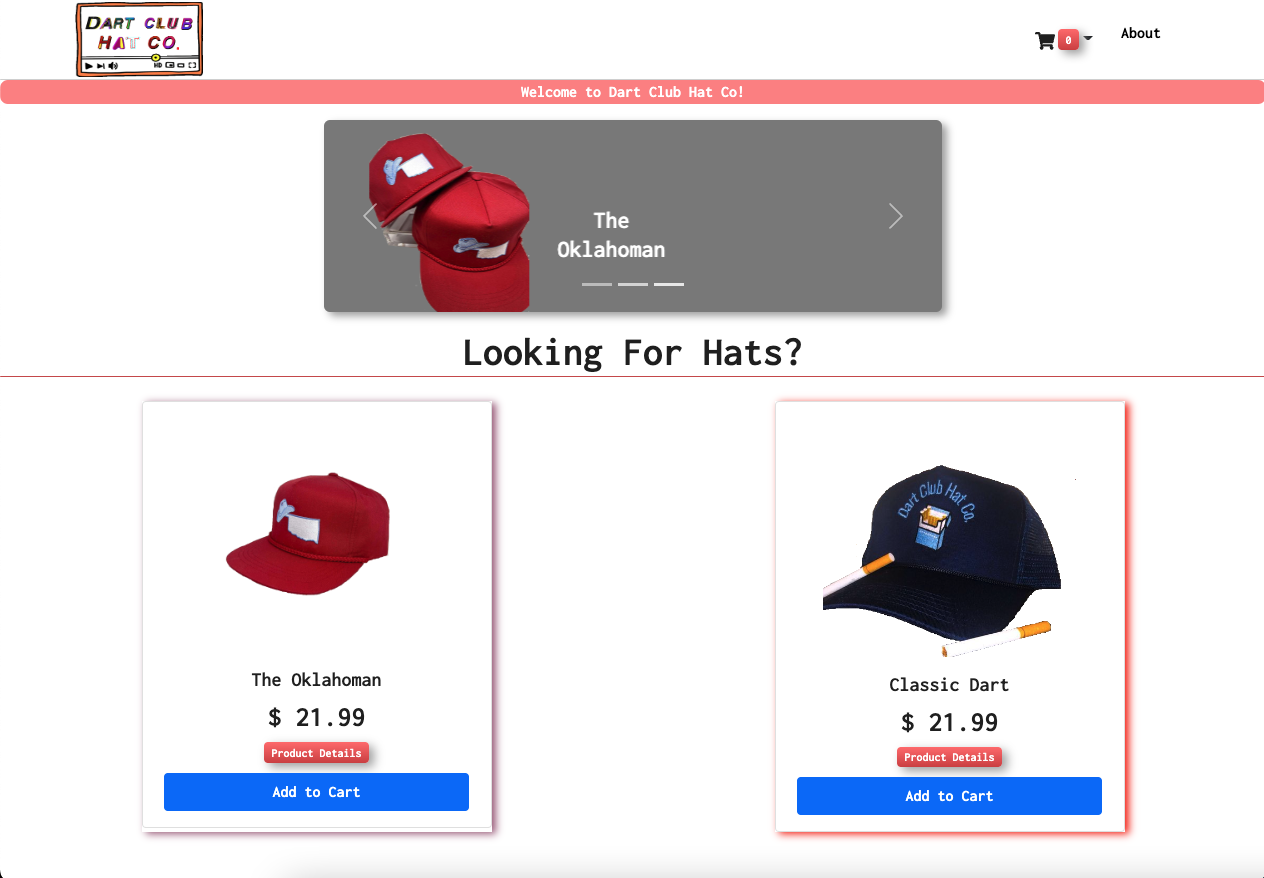 DART CLUB
HAT CO.
HD
0
About
Welcome to Dart Club Hat Co!
The
Oklahoman
Looking For Hats?
Dart Club Hat Co.
The Oklahoman
$ 21.99
Product Details
Add to Cart
Classic Dart
$ 21.99
Product Details
Add to Cart